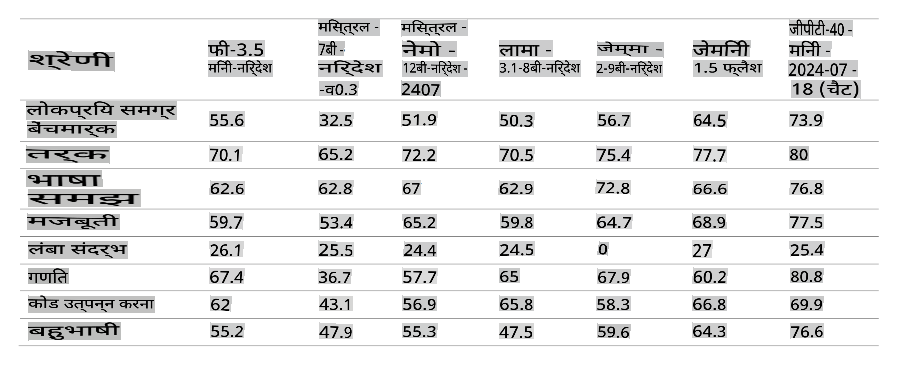 श्रेणी फी-3.5 मिनी-निर्देश मिस्ट्रल - 7बी - निर्देश -व0.3 मिस्ट्रल - नेमो - 12बी-निर्देश - 2407 लामा - 3.1-8बी-निर्देश जेम्मा - 2-9बी-निर्देश जेमिनी 1.5 फ्लैश जीपीटी-40 - मिनी - 2024-07 - 18 (चैट)
लोकप्रिय समग्र बेंचमार्क 55.6 32.5 51.9 50.3 56.7 64.5 73.9
तर्क 70.1 65.2 72.2 70.5 75.4 77.7 80
भाषा समझ 62.6 62.8 67 62.9 72.8 66.6 76.8
मजबूती 59.7 53.4 65.2 59.8 64.7 68.9 77.5
लंबा संदर्भ 26.1 25.5 24.4 24.5 0 27 25.4
गणित 67.4 36.7 57.7 65 67.9 60.2 80.8
कोड उत्पन्न करना 62 43.1 56.9 65.8 58.3 66.8 69.9
बहुभाषी 55.2 47.9 55.3 47.5 59.6 64.3 76.6